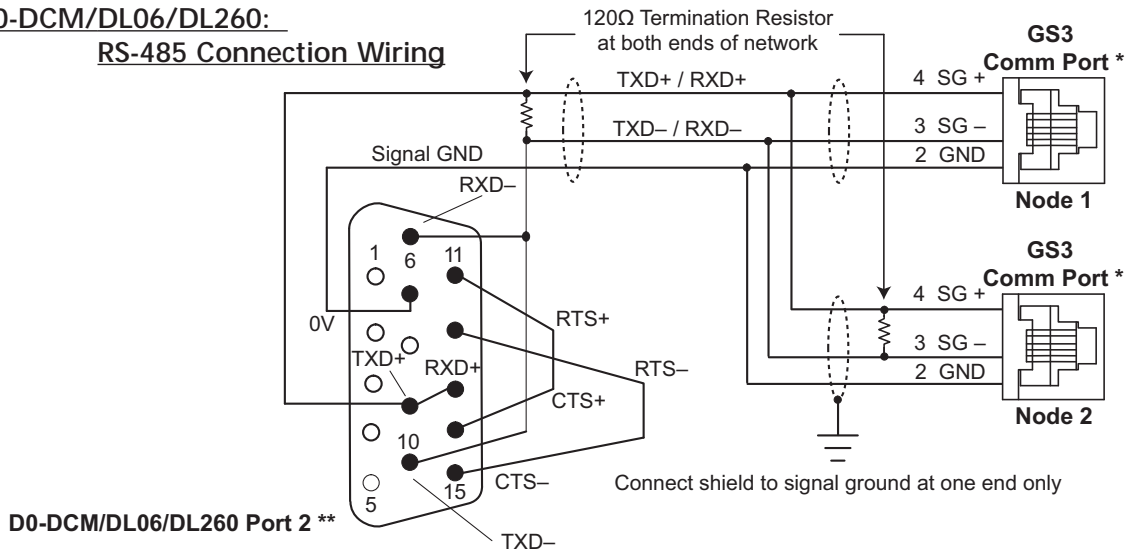 0-DCM/DL06/DL260:
RS-485 Connection Wiring
120Ω Termination Resistor
at both ends of network
GS3
Comm Port *
TXD+ / RXD+
4 SG +
TXD– / RXD–
3 SG –
Signal GND
2 GND
RXD–
Node 1
1
6
11
GS3
Comm Port *
4 SG +
0V
RTS+
TXD+
RXD+
RTS–
3 SG –
2 GND
CTS+
Node 2
10
5
15
CTS–
Connect shield to signal ground at one end only
D0-DCM/DL06/DL260 Port 2 **
TXD–